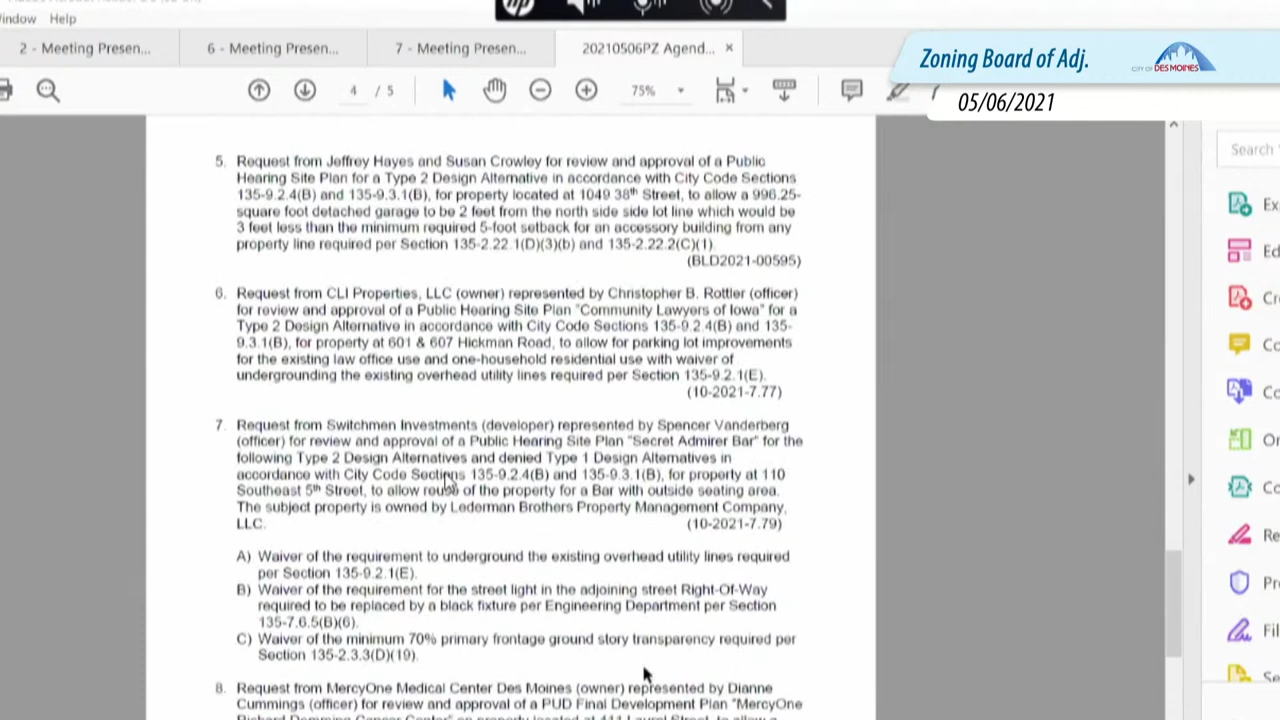 Window Help
2 - Meeting Presen...
6 - Meeting Presen...
7 - Meeting Presen...
20210506PZ Agend... ×
Zoning Board of Adj.
CITY OF DES MOINES
05/06/2021
4 / 5
75%
Search
5. Request from Jeffrey Hayes and Susan Crowley for review and approval of a Public
Hearing Site Plan for a Type 2 Design Alternative in accordance with City Code Sections
135-9.2.4(B) and 135-9.3.1(B), for property located at 1049 38th Street, to allow a 996.25-
square foot detached garage to be 2 feet from the north side side lot line which would be
3 feet less than the minimum required 5-foot setback for an accessory building from any
property line required per Section 135-2.22.1(D)(3)(b) and 135-2.22.2(C)(1).
(BLD2021-00595)
6. Request from CLI Properties, LLC (owner) represented by Christopher B. Rottler (officer)
for review and approval of a Public Hearing Site Plan "Community Lawyers of Iowa" for a
Type 2 Design Alternative in accordance with City Code Sections 135-9.2.4(B) and 135-
9.3.1(B), for property at 601 & 607 Hickman Road, to allow for parking lot improvements
for the existing law office use and one-household residential use with waiver of
undergrounding the existing overhead utility lines required per Section 135-9.2.1(E).
(10-2021-7.77)
7. Request from Switchmen Investments (developer) represented by Spencer Vanderberg
(officer) for review and approval of a Public Hearing Site Plan "Secret Admirer Bar" for the
following Type 2 Design Alternatives and denied Type 1 Design Alternatives in
accordance with City Code Sections 135-9.2.4(B) and 135-9.3.1(B), for property at 110
Southeast 5th Street, to allow reuse of the property for a Bar with outside seating area.
The subject property is owned by Lederman Brothers Property Management Company,
LLC. (10-2021-7.79)
A) Waiver of the requirement to underground the existing overhead utility lines required
per Section 135-9.2.1(E).
B) Waiver of the requirement for the street light in the adjoining street Right-Of-Way
required to be replaced by a black fixture per Engineering Department per Section
135-7.6.5(B)(6).
C) Waiver of the minimum 70% primary frontage ground story transparency required per
Section 135-2.3.3(D)(19).
8. Request from MercyOne Medical Center Des Moines (owner) represented by Dianne
Cummings (officer) for review and approval of a PUD Final Development Plan "MercyOne
Ex
Ed
Cr
Co
Co
Or
Co
Re
Pr
Fil
Se